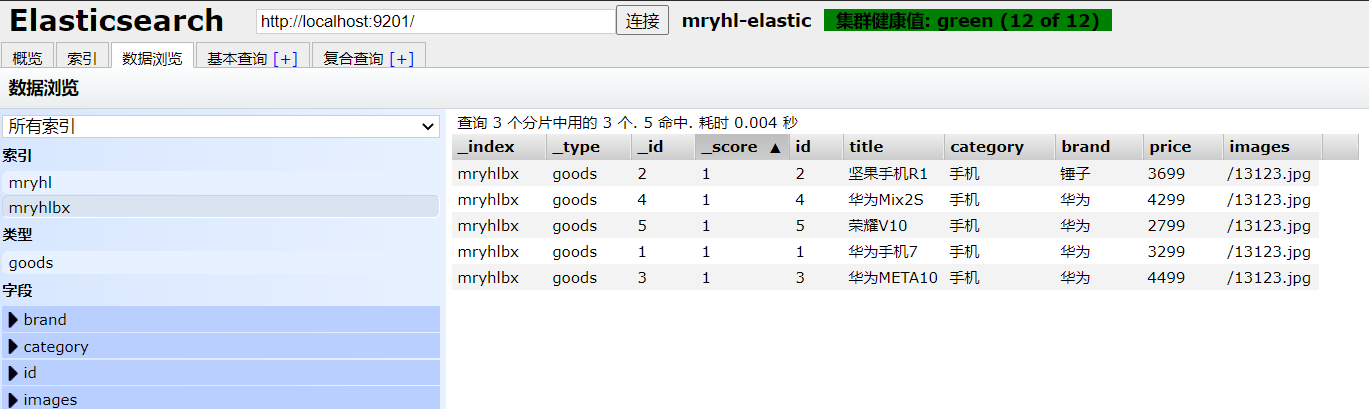 Elasticsearch http://localhost:9201/ 连接 mryhl-elastic 集群健康值: green (12 of 12)
概览 索引 数据浏览 基本查询 [+] 复合查询 [+]
数据浏览
所有索引
索引
mryhl
mryhlbx
类型
goods
字段
brand
category
id
images
查询 3 个分片中用的 3 个. 5 命中. 耗时 0.004 秒
_index _type _id _score ▲ id title category brand price images
mryhlbx goods 2 1 2 坚果手机R1 手机 锤子 3699 /13123.jpg
mryhlbx goods 4 1 4 华为Mix2S 手机 华为 4299 /13123.jpg
mryhlbx goods 5 1 5 荣耀V10 手机 华为 2799 /13123.jpg
mryhlbx goods 1 1 1 华为手机7 手机 华为 3299 /13123.jpg
mryhlbx goods 3 1 3 华为META10 手机 华为 4499 /13123.jpg